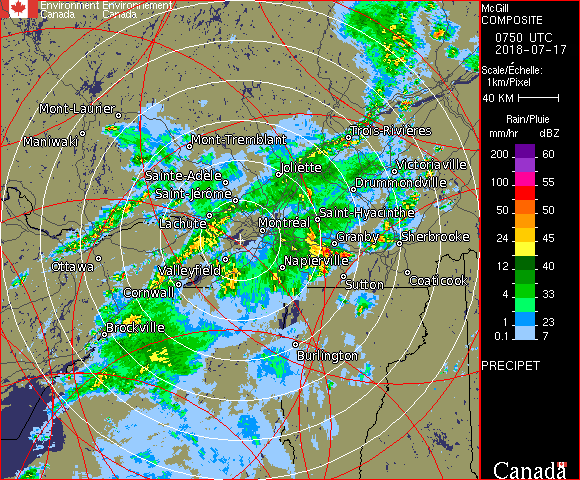 Environment Environnement
Canada Canada
McGill
COMPOSITE
0750 UTC
2018-07-17
Scale/Échelle:
1km/Pixel
40 KM
Rain/Pluie
mm/hr dBZ
200 60
100 55
50 50
24 45
12 40
4 33
1 23
0.1 7
PRECIPET
Canada
Mont-Laurier
Maniwaki
Mont-Tremblant
Trois-Rivières
Sainte-Adèle
Joliette
Victoriaville
Saint-Jérôme
Drummondville
Lachute
Montréal
Saint-Hyacinthe
Granby
Sherbrooke
Ottawa
Valleyfield
Napierville
Cornwall
Sutton
Coaticook
Brockville
Burlington